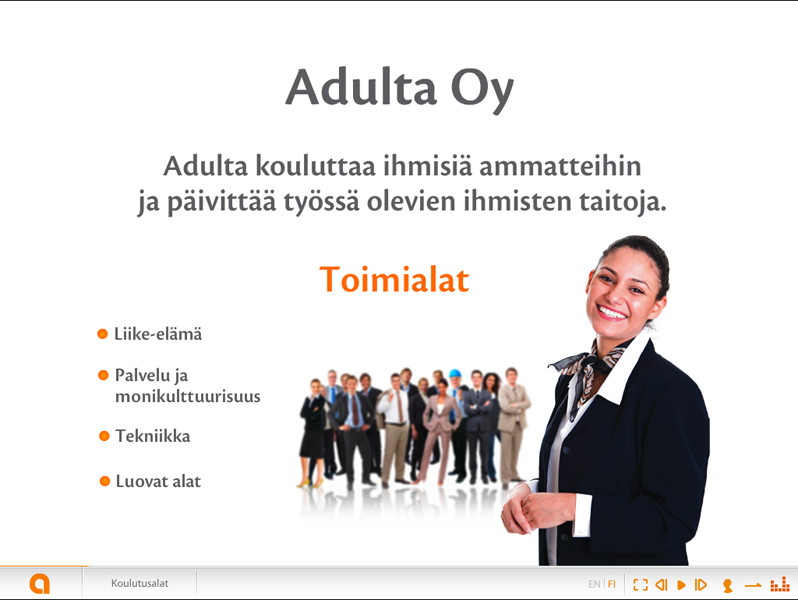 Adulta Oy
Adulta kouluttaa ihmisiä ammatteihin
ja päivittää työssä olevien ihmisten taitoja.
Toimialat
Liike-elämä
Palvelu ja
monikulttuurisuus
Tekniikka
Luovat alat
Koulutusalat
EN | FI